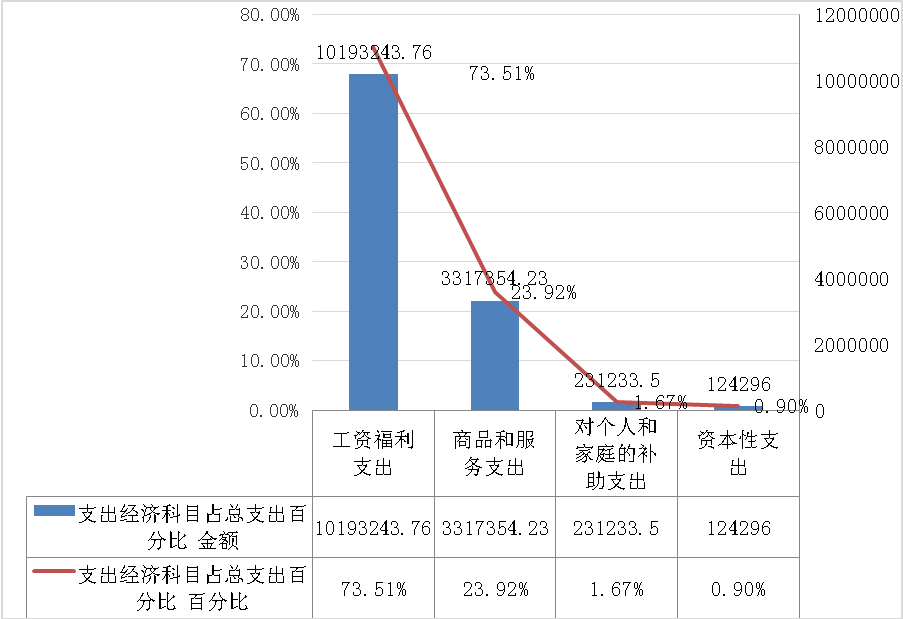 80.00%
70.00%
60.00%
50.00%
40.00%
30.00%
20.00%
10.00%
0.00%
12000000
10000000
8000000
6000000
4000000
2000000
0
10193243.76
73.51%
3317354.23
23.92%
231233.5
1.67%
124296
0.90%
工资福利
支出
商品和服
务支出
对个人和
家庭的补
助支出
资本性支
出
支出经济科目占总支出百
分比 金额
10193243.76 3317354.23 231233.5 124296
支出经济科目占总支出百
分比 百分比
73.51% 23.92% 1.67% 0.90%